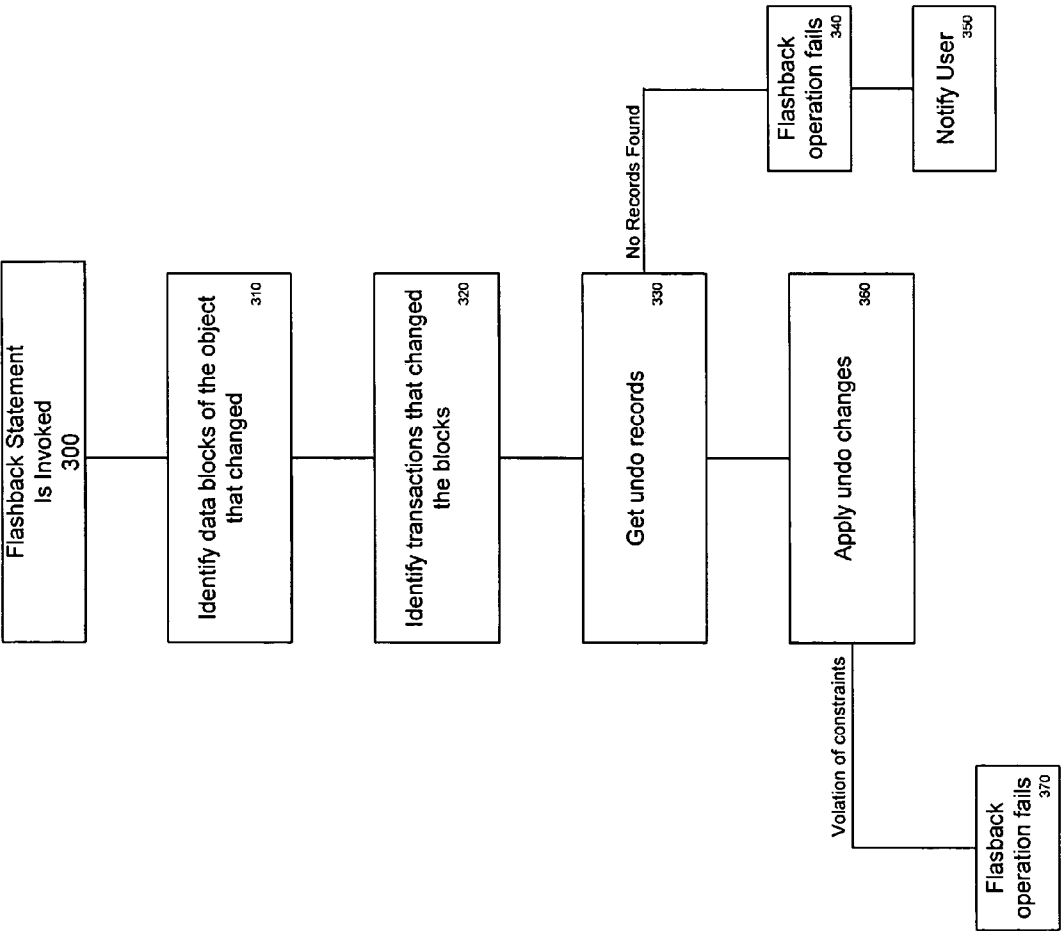 Flashback Statement
Is Invoked
300
Identify data blocks of the object
that changed
310
Identify transactions that changed
the blocks
320
Get undo records
330
No Records Found
Flashback
operation fails
340
Notify User
350
Apply undo changes
360
Volation of constraints
Flasback
operation fails
370